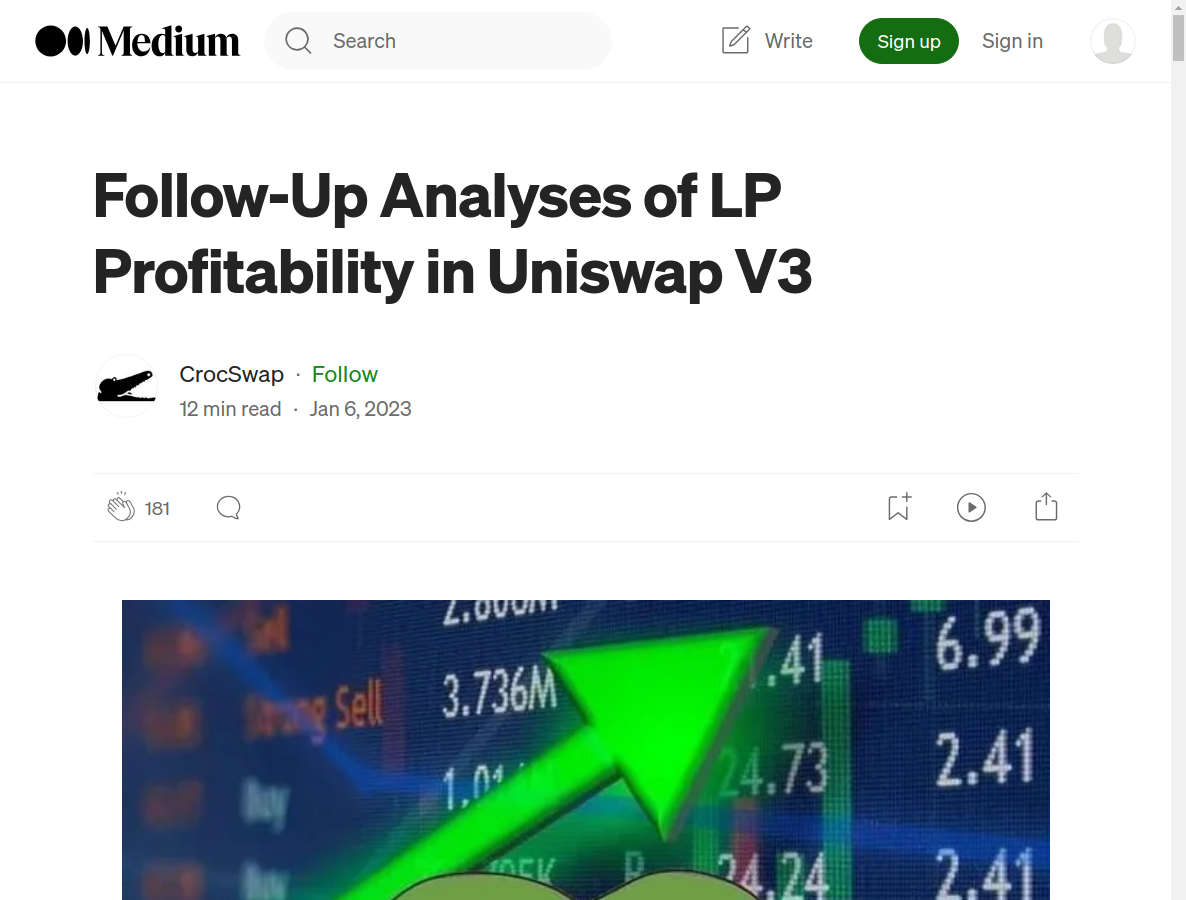 Medium
Search
Write
Sign up
Sign in
Follow-Up Analyses of LP
Profitability in Uniswap V3
CrocSwap · Follow
12 min read · Jan 6, 2023
181
Sell
6.99
.41
3.736M
Strong Sell
2.41
24.73
Buy
24.24
2.41
Buy